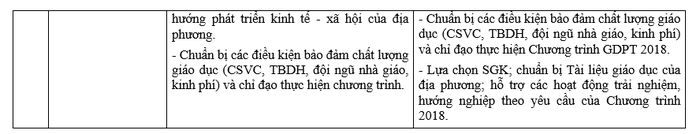 hướng phát triển kinh tế - xã hội của địa
phương.
- Chuẩn bị các điều kiện bảo đảm chất lượng
giáo dục (CSVC, TBDH, đội ngũ nhà giáo,
kinh phí) và chỉ đạo thực hiện chương trình.
- Chuẩn bị các điều kiện bảo đảm chất lượng giáo
dục (CSVC, TBDH, đội ngũ nhà giáo, kinh phí)
và chỉ đạo thực hiện Chương trình GDPT 2018.
- Lựa chọn SGK; chuẩn bị Tài liệu giáo dục của
địa phương; hỗ trợ các hoạt động trải nghiệm,
hướng nghiệp theo yêu cầu của Chương trình
2018.